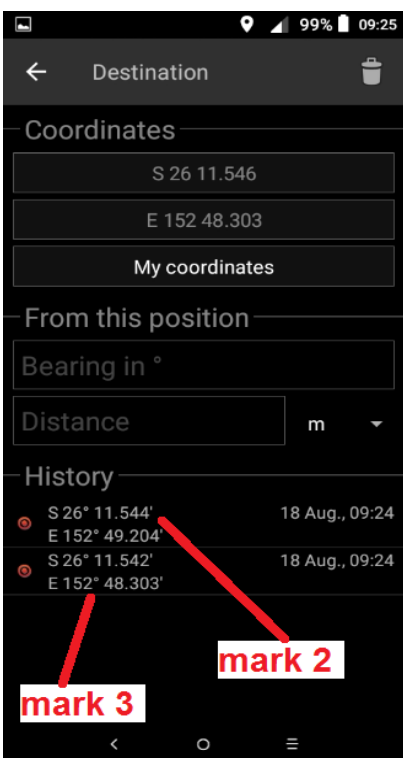 99% 09:25
Destination
Coordinates
S 26 11.546
E 152 48.303
My coordinates
From this position
Bearing in °
Distance
m
History
S 26° 11.544' 18 Aug., 09:24
E 152° 49.204'
S 26° 11.542' 18 Aug., 09:24
E 152° 48.303'
mark 2
mark 3